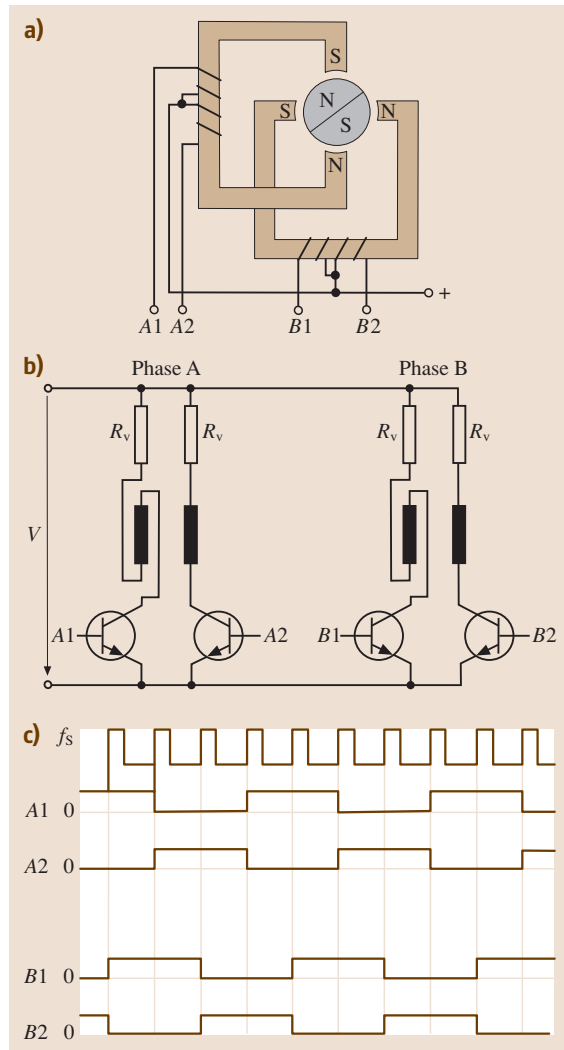 a)
S
N
S
S
N
N
+
A1 A2 B1 B2
b)
Phase A Phase B
Rv Rv Rv Rv
V
A1 A2 B1 B2
c) fs
A1 0
A2 0
B1 0
B2 0